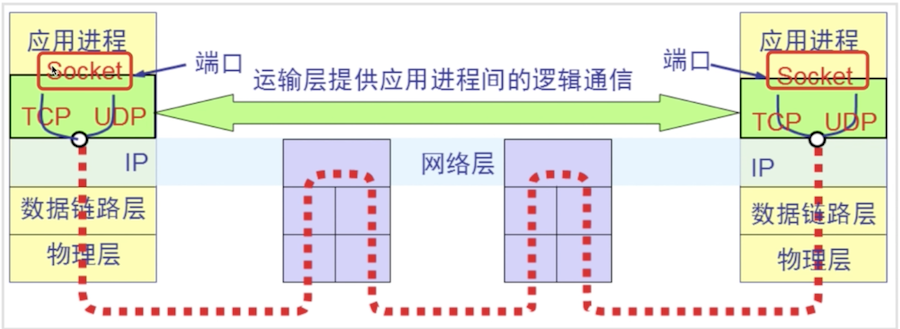 应用进程
Socket
端口
TCP UDP
IP
数据链路层
物理层
运输层提供应用进程间的逻辑通信
网络层
端口
应用进程
Socket
TCP UDP
IP
数据链路层
物理层